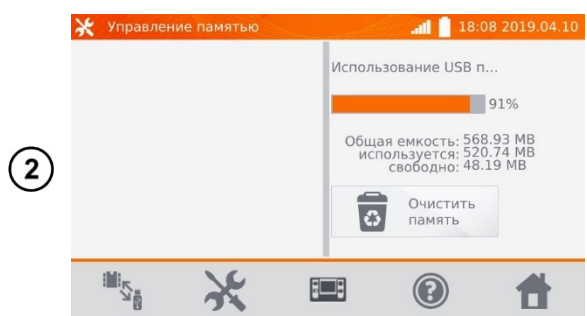 Управление памятью
18:08 2019.04.10
Использование USB п...
91%
Общая емкость: 568.93 MB
используется: 520.74 MB
свободно: 48.19 MB
Очистить
память
2
?